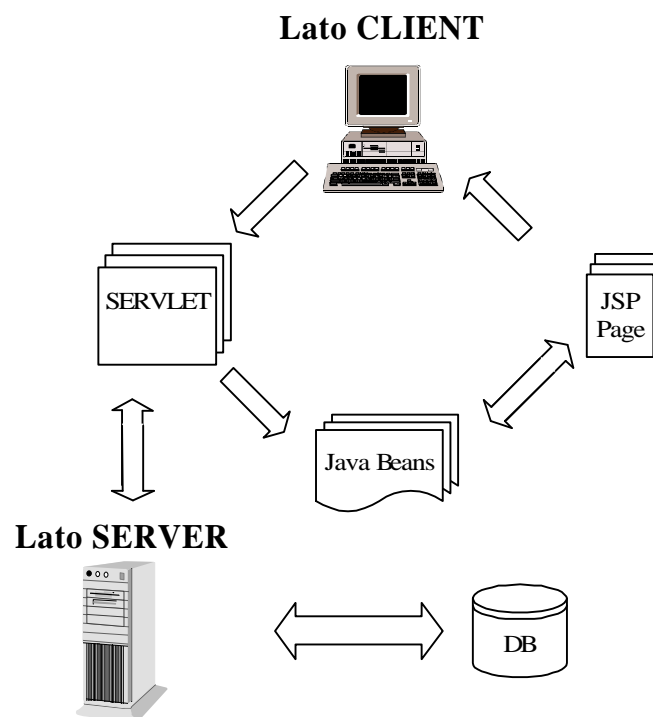 Lato CLIENT
SERVLET
JSP
Page
Java Beans
Lato SERVER
DB